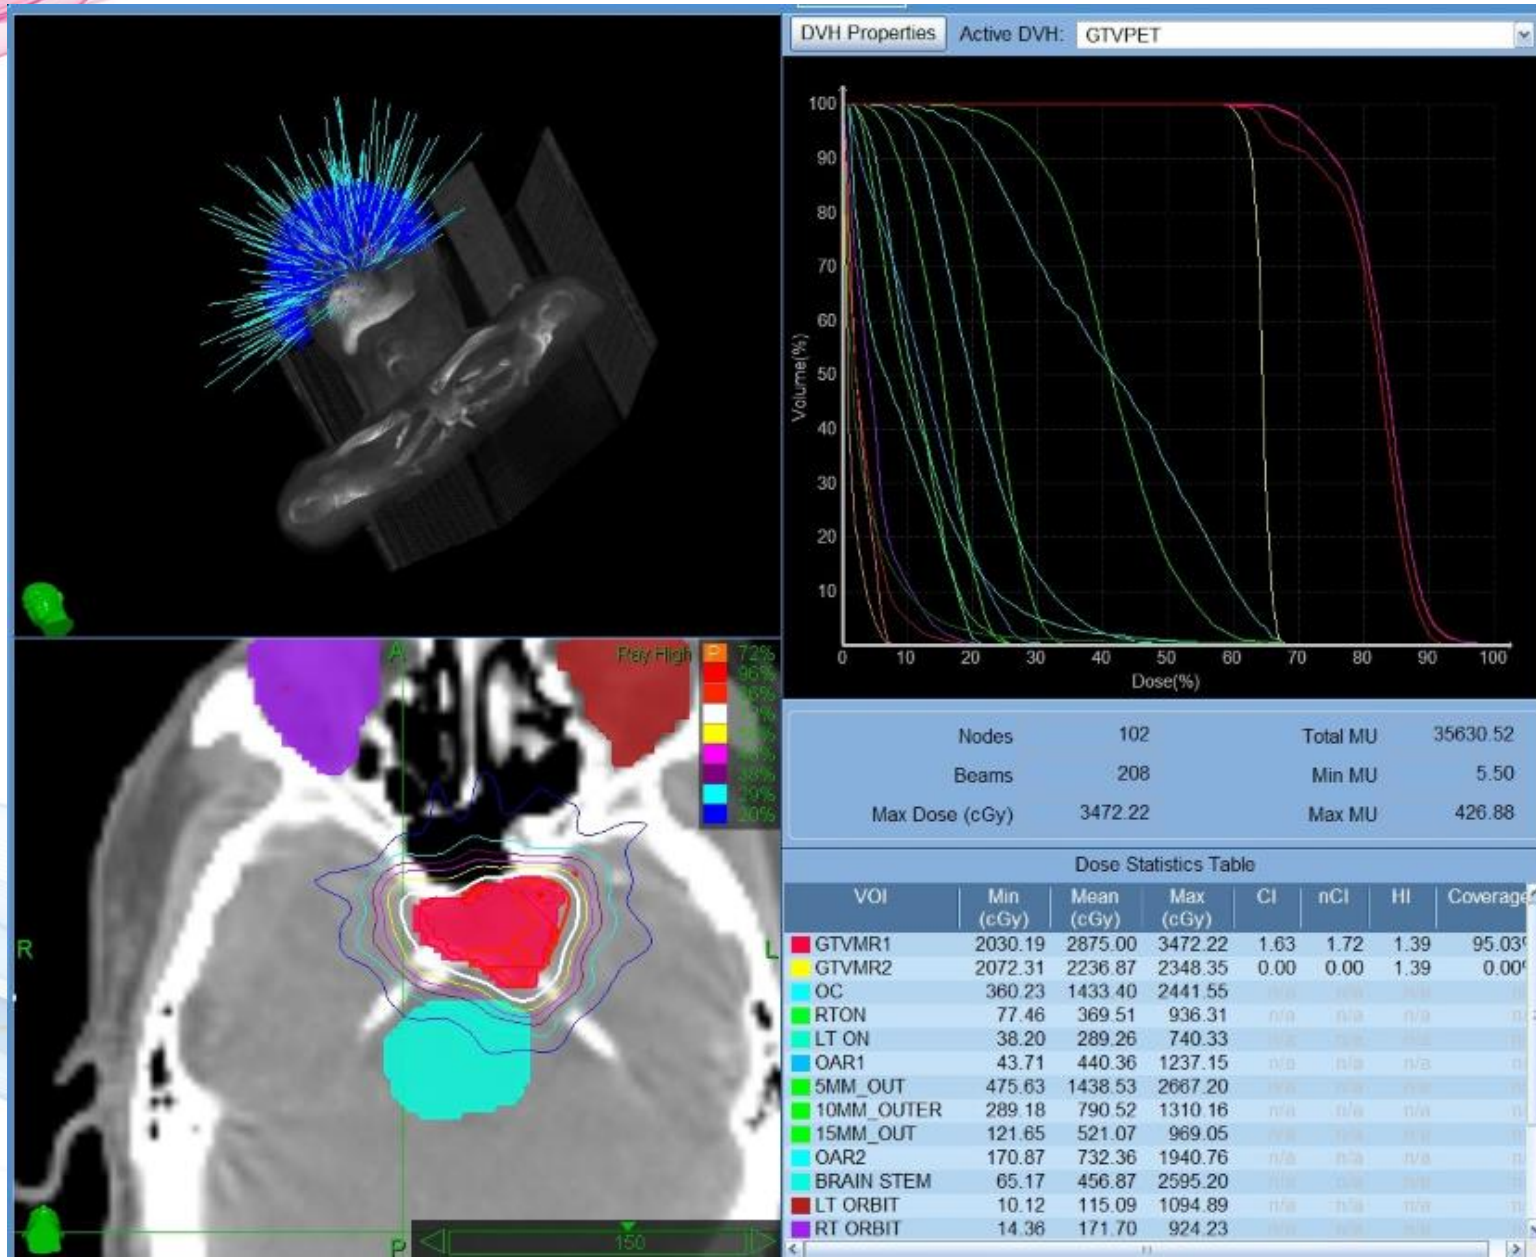 DVH Properties Active DVH: GTVPET
100
90
80
70
60
50
40
30
20
10
Volume(%)
0 10 20 30 40 50 60 70 80 90 100
Dose(%)
A
Ray High
P 72%
96%
38%
29%
20%
R
L
P
150
Nodes 102 Total MU 35630.52
Beams 208 Min MU 5.50
Max Dose (cGy) 3472.22 Max MU 426.88
Dose Statistics Table
VOI Min (cGy) Mean (cGy) Max (cGy) CI nCI HI Coverage
GTVMR1 2030.19 2875.00 3472.22 1.63 1.72 1.39 95.03
GTVMR2 2072.31 2236.87 2348.35 0.00 0.00 1.39 0.00
OC 360.23 1433.40 2441.55 n/a n/a n/a n/a
RTON 77.46 369.51 936.31 n/a n/a n/a n/a
LT ON 38.20 289.26 740.33 n/a n/a n/a n/a
OAR1 43.71 440.36 1237.15 n/a n/a n/a n/a
5MM_OUT 475.63 1438.53 2667.20 n/a n/a n/a n/a
10MM_OUTER 289.18 790.52 1310.16 n/a n/a n/a n/a
15MM_OUT 121.65 521.07 969.05 n/a n/a n/a n/a
OAR2 170.87 732.36 1940.76 n/a n/a n/a n/a
BRAIN STEM 65.17 456.87 2595.20 n/a n/a n/a n/a
LT ORBIT 10.12 115.09 1094.89 n/a n/a n/a n/a
RT ORBIT 14.36 171.70 924.23 n/a n/a n/a n/a